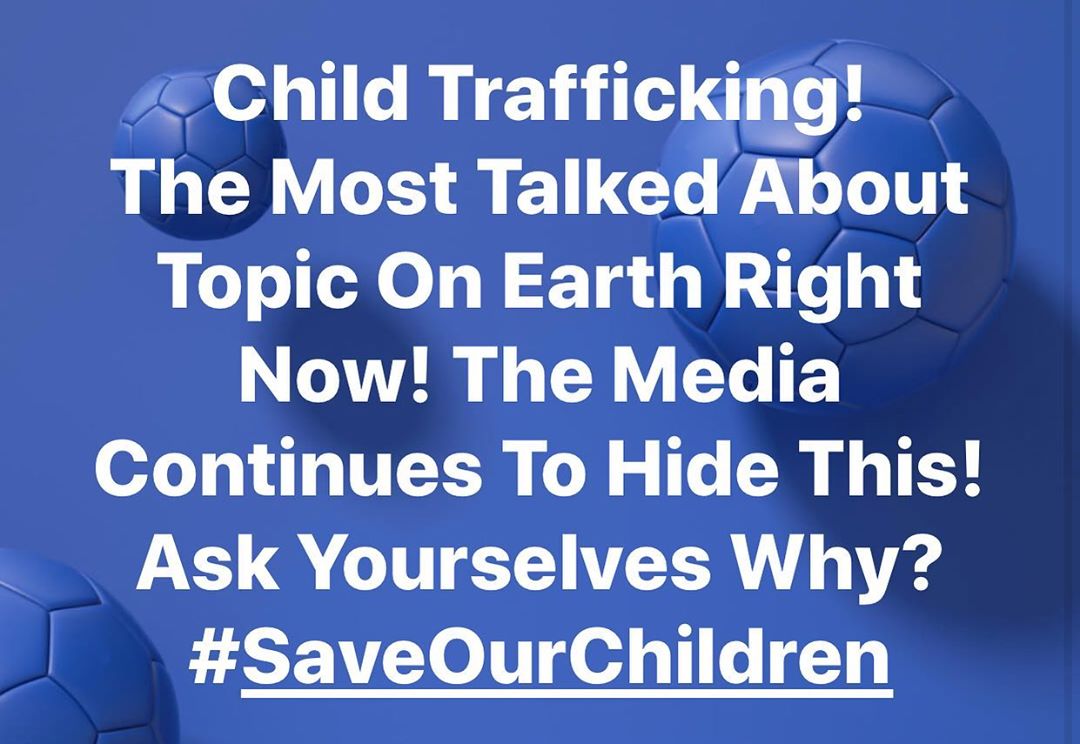 Child Trafficking!
The Most Talked About
Topic On Earth Right
Now! The Media
Continues To Hide This!
Ask Yourselves Why?
#SaveOurChildren